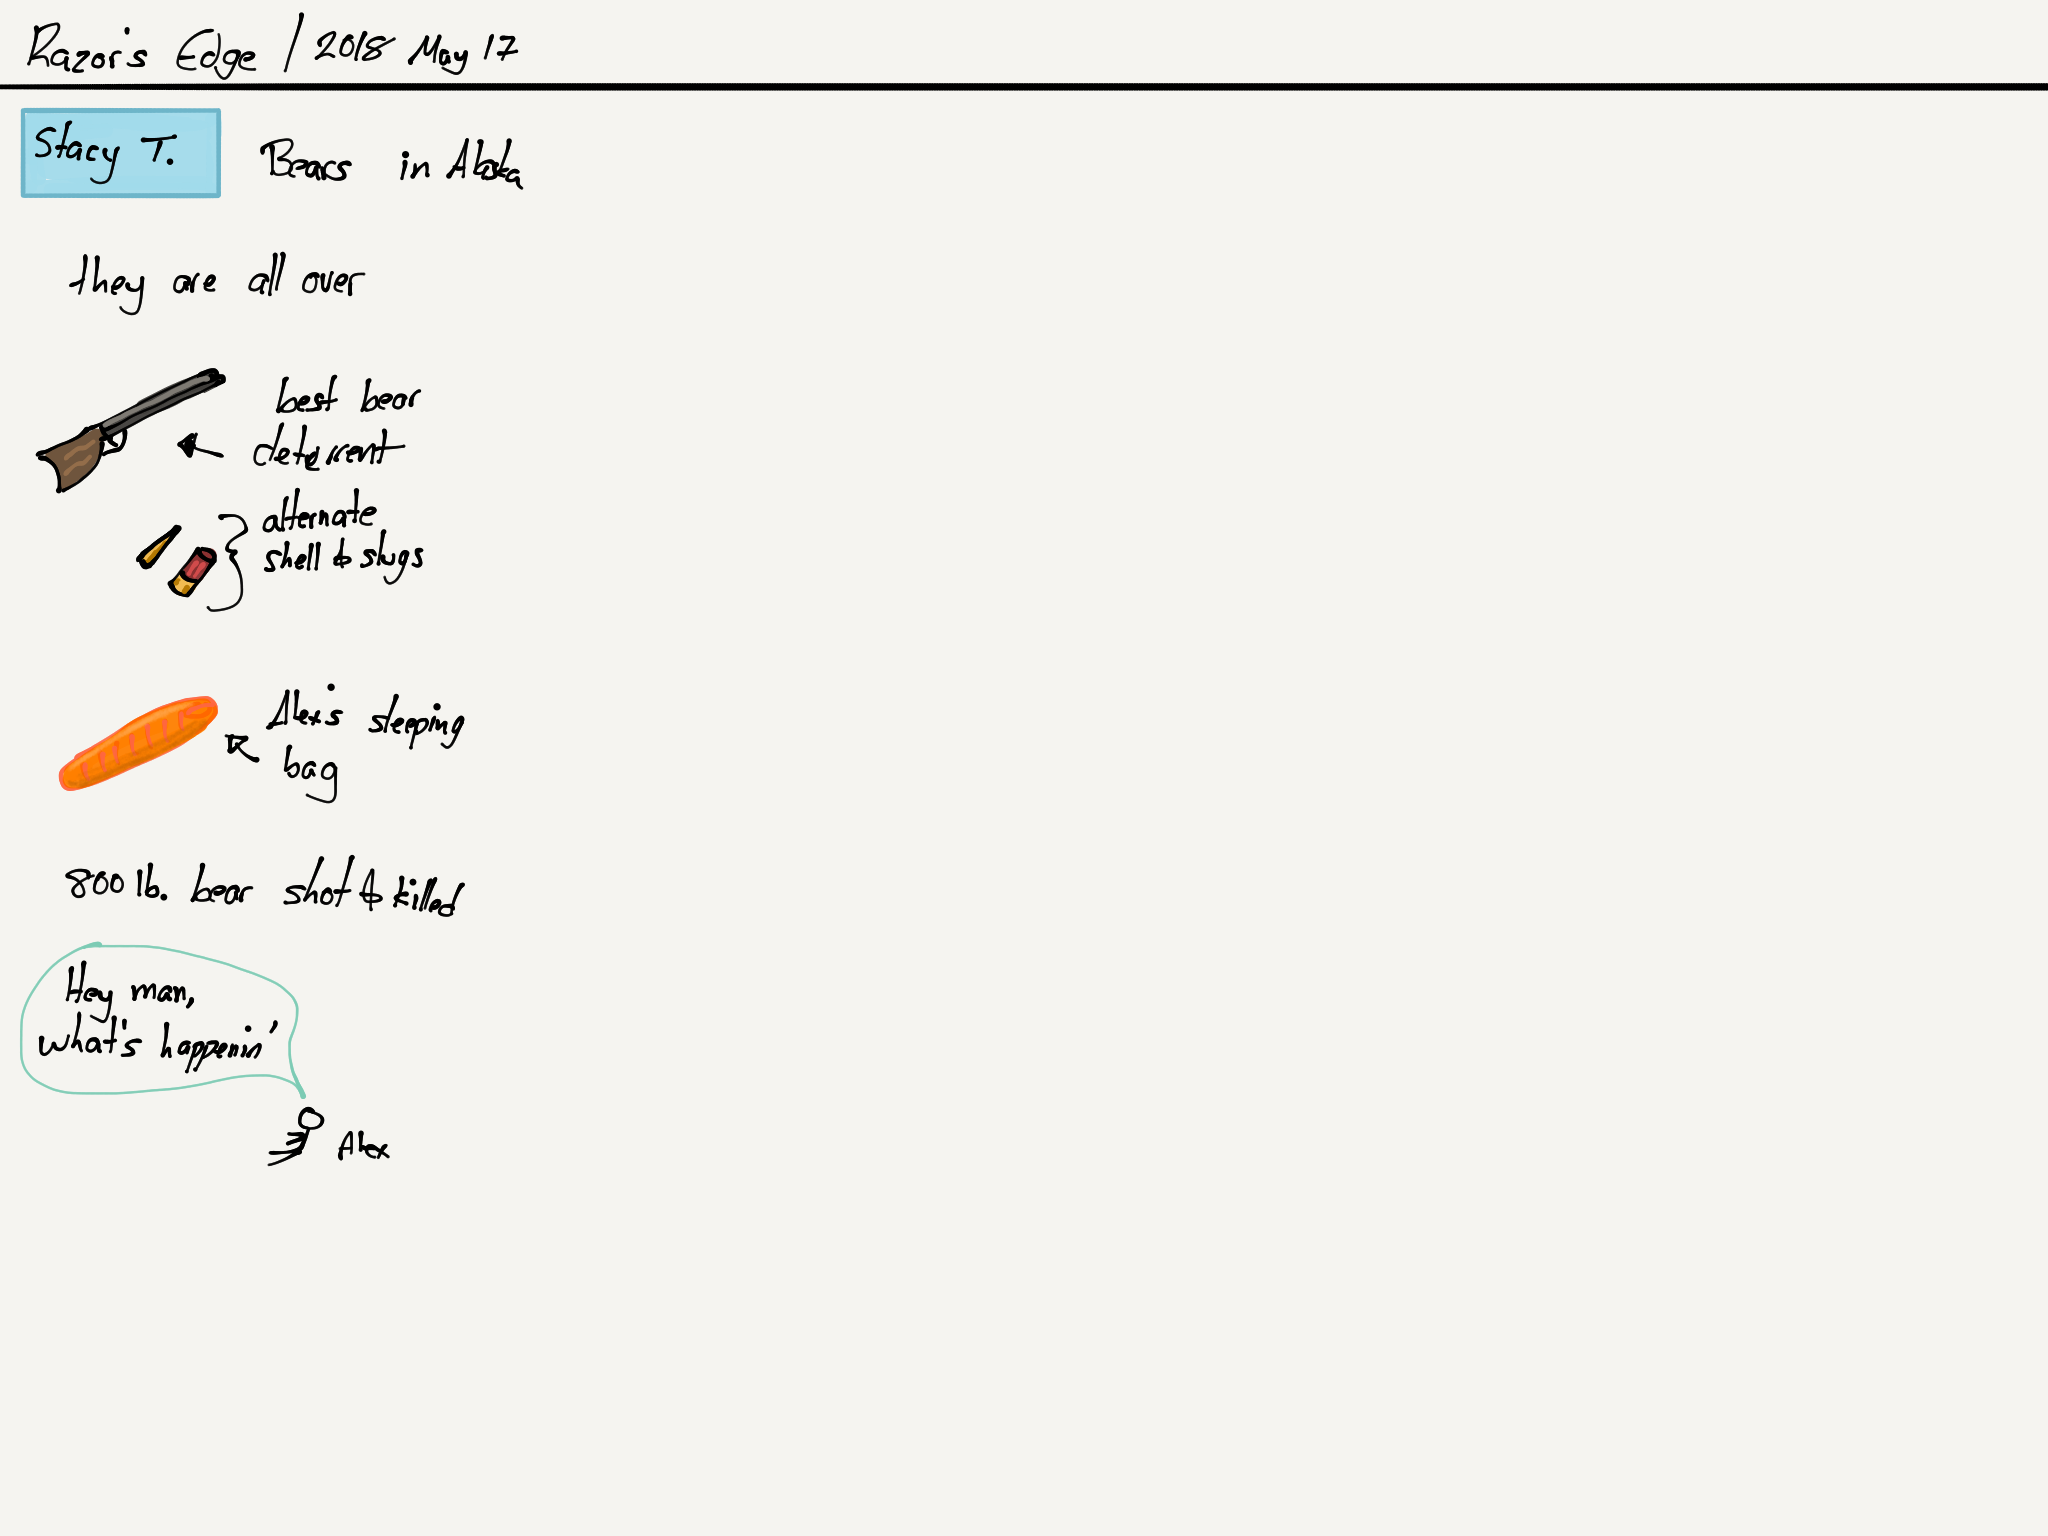 Razor's Edge / 2018 May 17
Stacy T. Bears in Alaska
they are all over
best bear
deterrent
alternate
shell & slugs
Alex's sleeping
bag
800 lb. bear shot & killed
Hey man,
what's happenin'
Alex